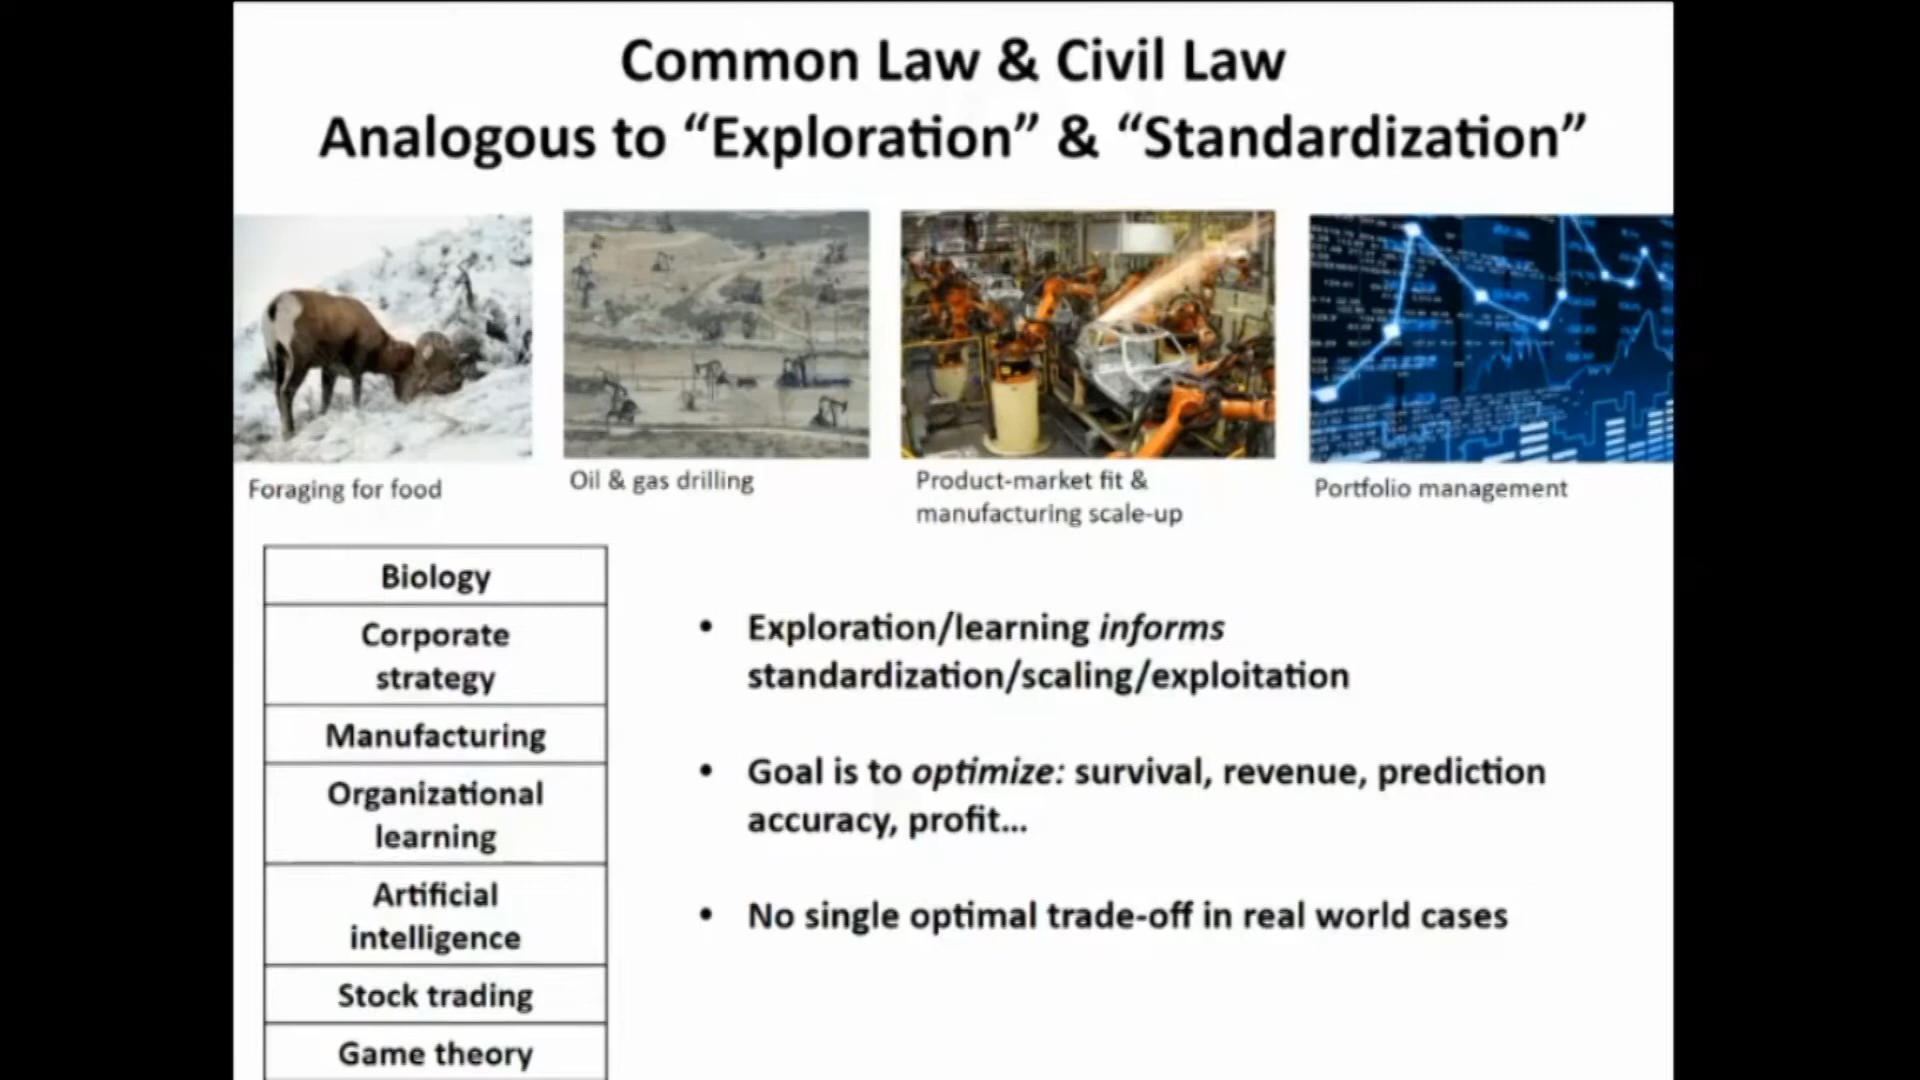 Common Law & Civil Law
Analogous to “Exploration” & “Standardization”
Foraging for food
Oil & gas drilling
Product-market fit &
manufacturing scale-up
Portfolio management
Biology
Corporate
strategy
Manufacturing
Organizational
learning
Artificial
intelligence
Stock trading
Game theory
• Exploration/learning informs
standardization/scaling/exploitation
• Goal is to optimize: survival, revenue, prediction
accuracy, profit...
• No single optimal trade-off in real world cases